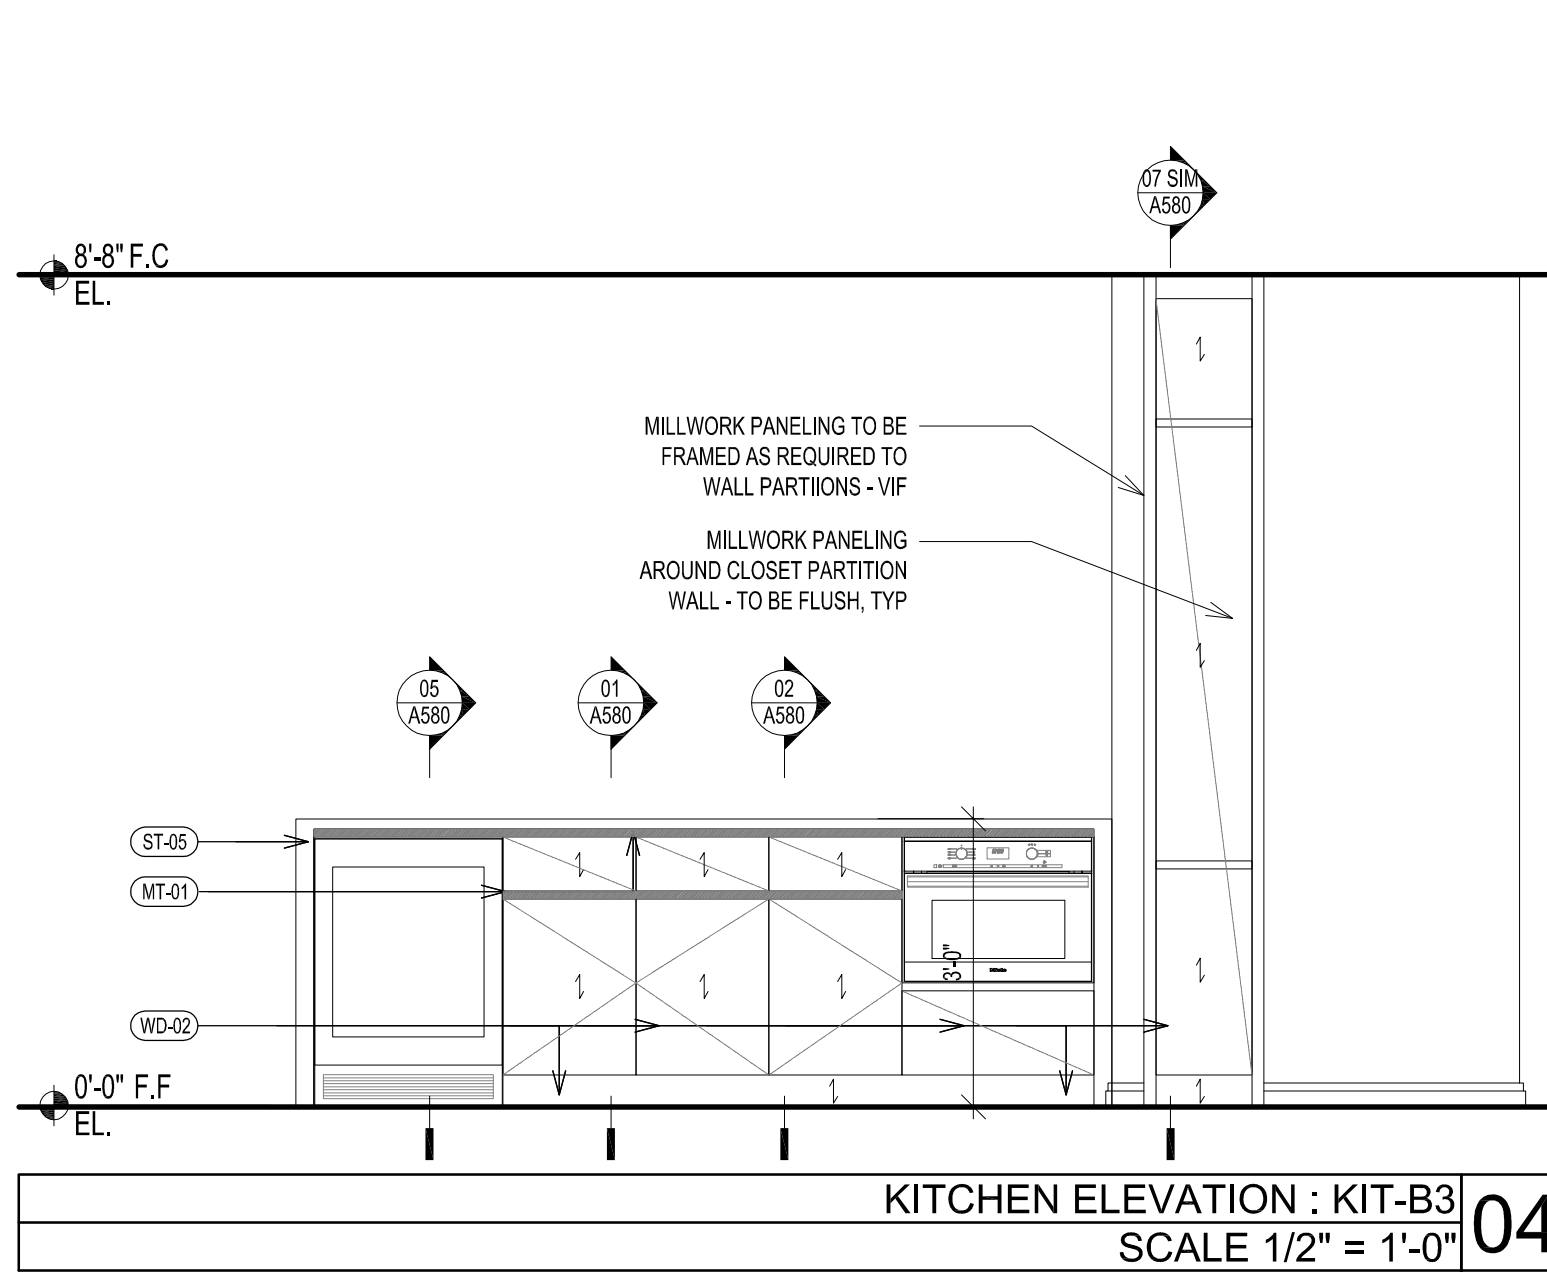 07 SIM
A580
8'-8" F.C
EL.
MILLWORK PANELING TO BE
FRAMED AS REQUIRED TO
WALL PARTIIONS - VIF
MILLWORK PANELING
AROUND CLOSET PARTITION
WALL - TO BE FLUSH, TYP
05
A580
01
A580
02
A580
ST-05
MT-01
3'-0"
WD-02
0'-0" F.F
EL.
KITCHEN ELEVATION : KIT-B3
SCALE 1/2" = 1'-0"
04